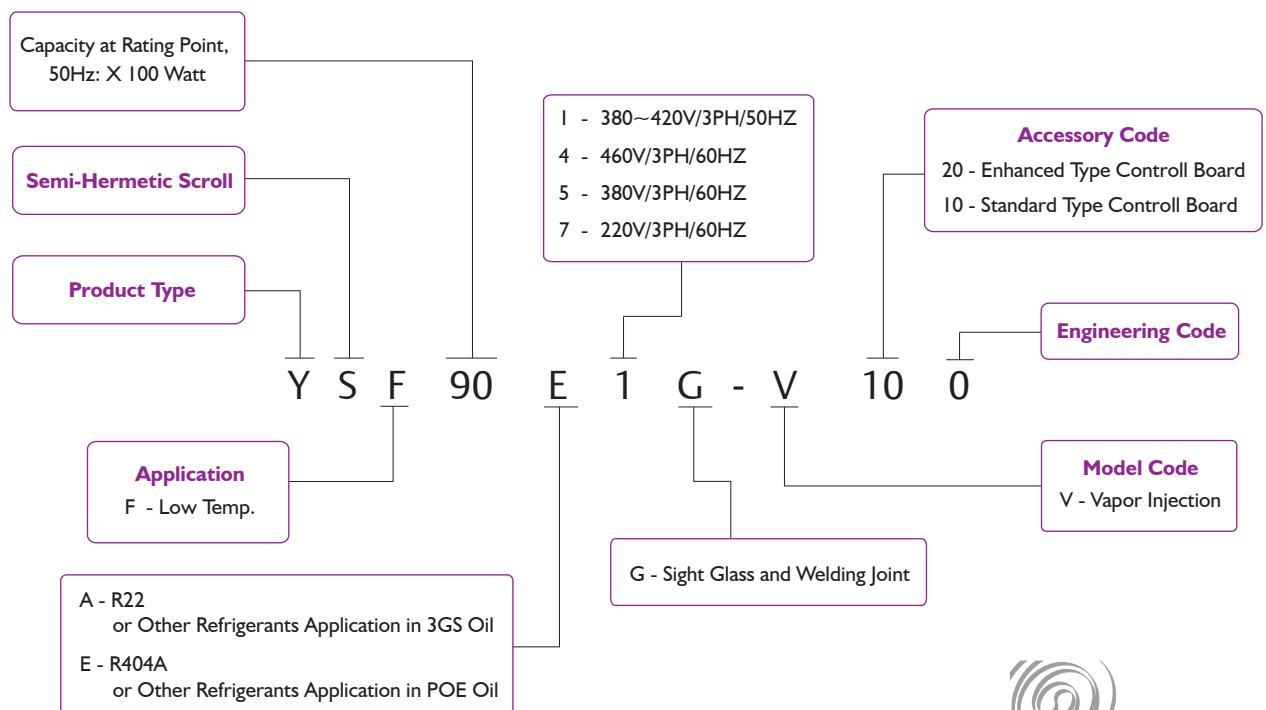 Capacity at Rating Point,
50Hz: X 100 Watt
Semi-Hermetic Scroll
Product Type
1 - 380~420V/3PH/50HZ
4 - 460V/3PH/60HZ
5 - 380V/3PH/60HZ
7 - 220V/3PH/60HZ
Accessory Code
20 - Enhanced Type Controll Board
10 - Standard Type Controll Board
Engineering Code
Y S F 90 E 1 G - V 10 0
Application
F - Low Temp.
Model Code
V - Vapor Injection
G - Sight Glass and Welding Joint
A - R22
or Other Refrigerants Application in 3GS Oil
E - R404A
or Other Refrigerants Application in POE Oil